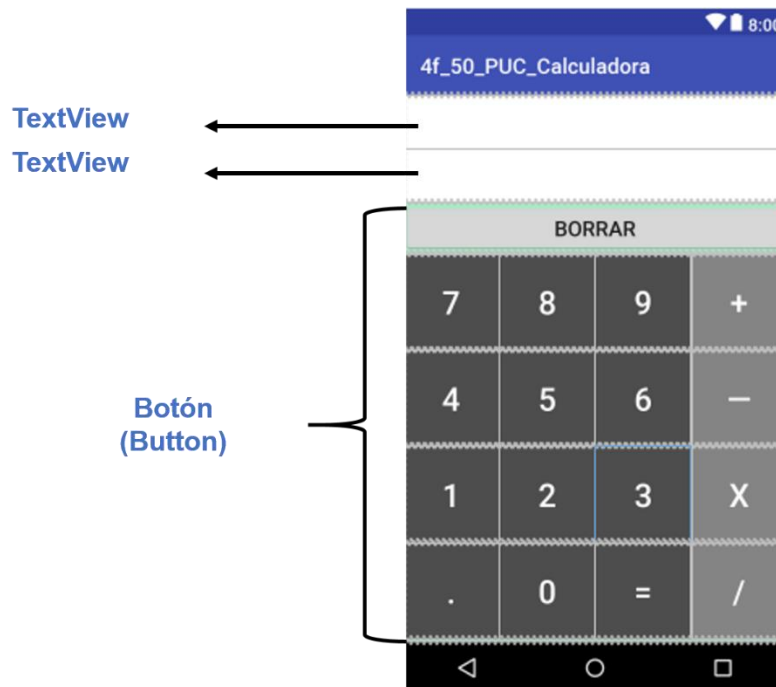 8:00
4f_50_PUC_Calculadora
TextView
TextView
BORRAR
7 8 9 +
4 5 6 —
Botón
(Button)
1 2 3 X
. 0 = /